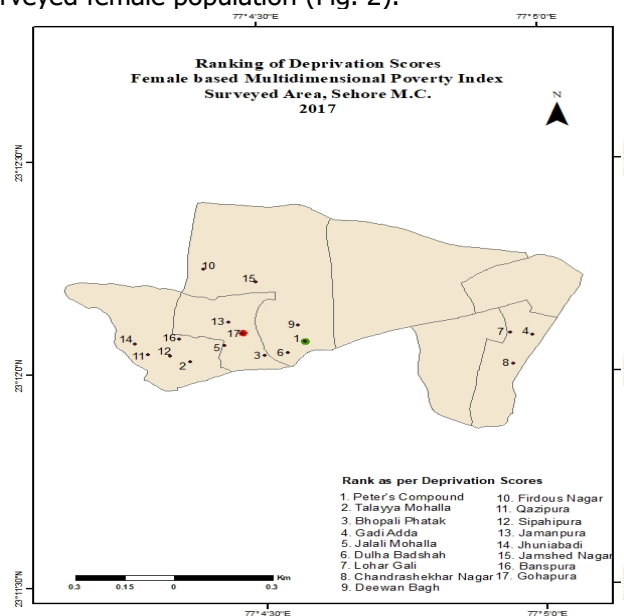 rveyed female population (Fig. 2).
77°4'30"E 77°5'0"E
Ranking of Deprivation Scores
Female based Multidimensional Poverty Index
Surveyed Area, Sehore M.C.
2017
N
23°12'30"N
10
15
13
17
9
1
7 4
14
16
11 12
5
3 6
2
8
23°12'0"N
Rank as per Deprivation Scores
1. Peter's Compound
2. Talayya Mohalla
3. Bhopali Phatak
4. Gadi Adda
5. Jalali Mohalla
6. Dulha Badshah
7. Lohar Gali
8. Chandrashekhar Nagar
9. Deewan Bagh
10. Firdous Nagar
11. Qazipura
12. Sipahipura
13. Jamanpura
14. Jhuniabadi
15. Jamshed Nagar
16. Banspura
17. Gohapura
0.3 0.15 0 0.3 Km
23°11'30"N
77°4'30"E 77°5'0"E